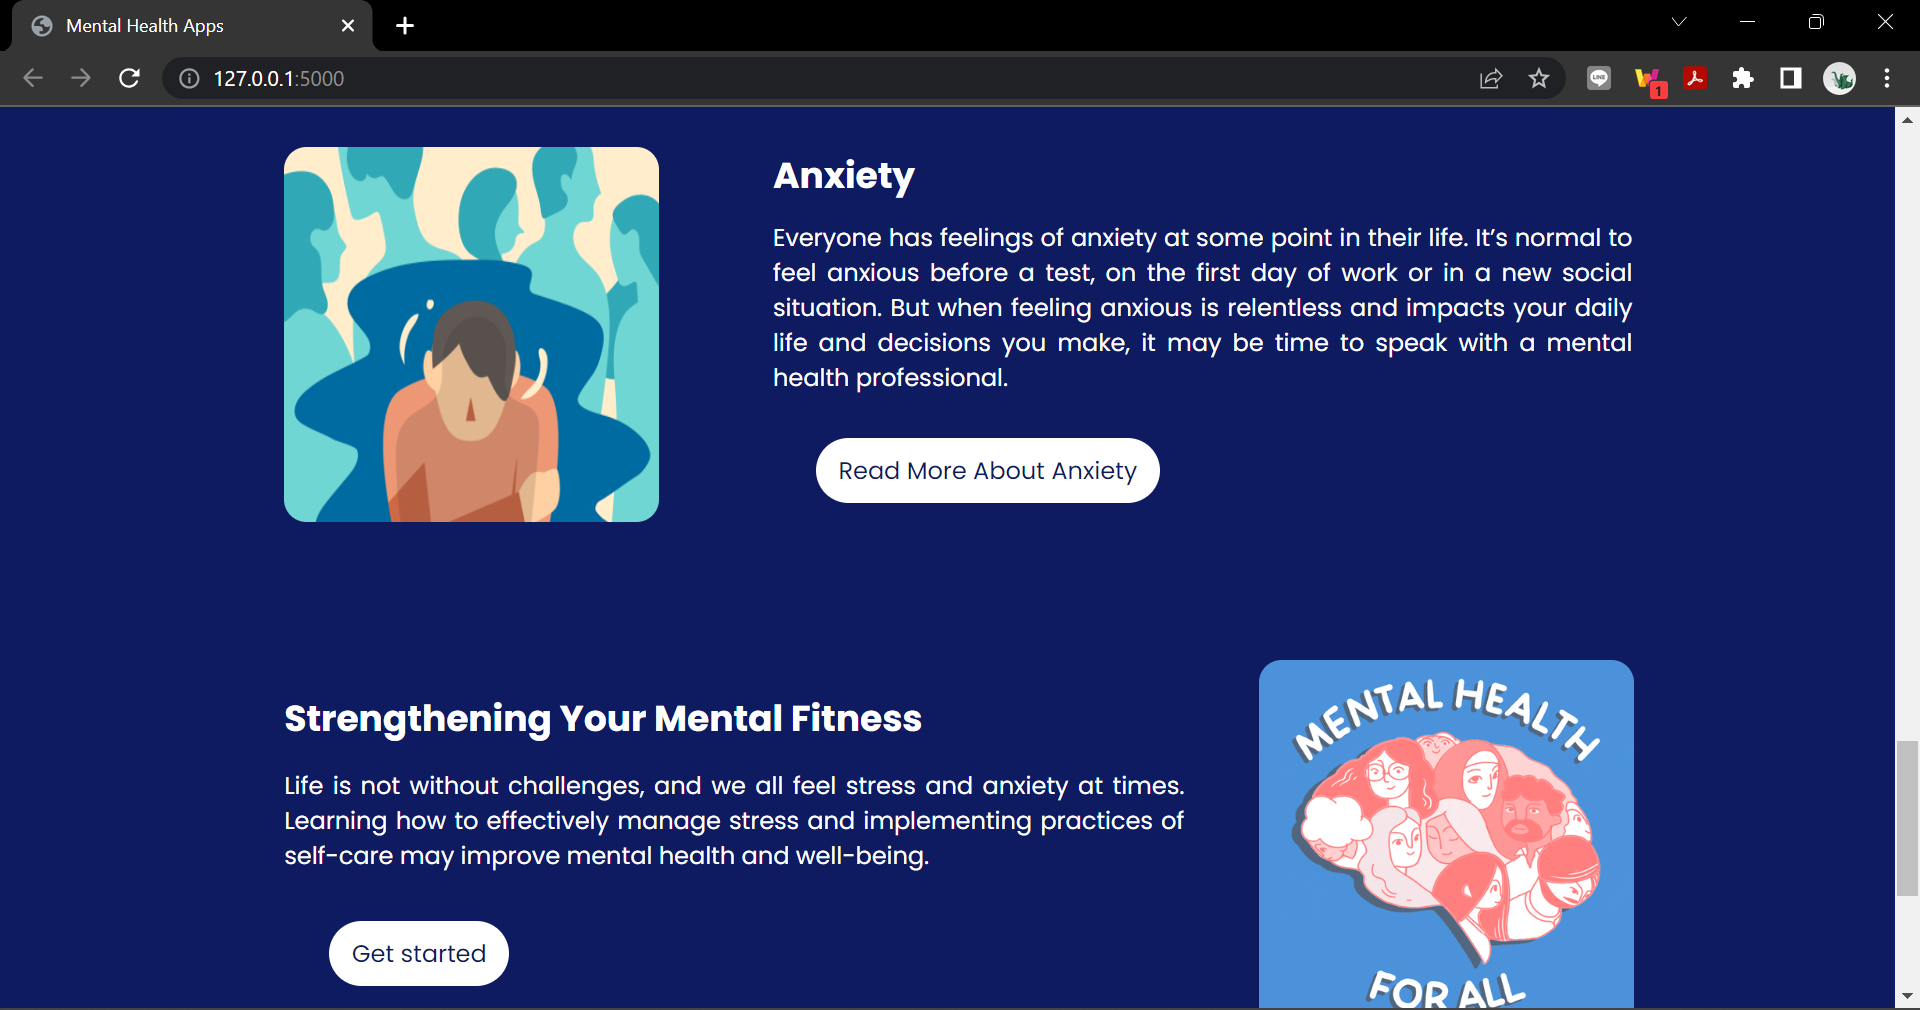 Mental Health Apps
127.0.0.1:5000
LINE
1
Anxiety
Everyone has feelings of anxiety at some point in their life. It’s normal to
feel anxious before a test, on the first day of work or in a new social
situation. But when feeling anxious is relentless and impacts your daily
life and decisions you make, it may be time to speak with a mental
health professional.
Read More About Anxiety
Strengthening Your Mental Fitness
Life is not without challenges, and we all feel stress and anxiety at times.
Learning how to effectively manage stress and implementing practices of
self-care may improve mental health and well-being.
Get started
MENTAL HEALTH
FOR ALL